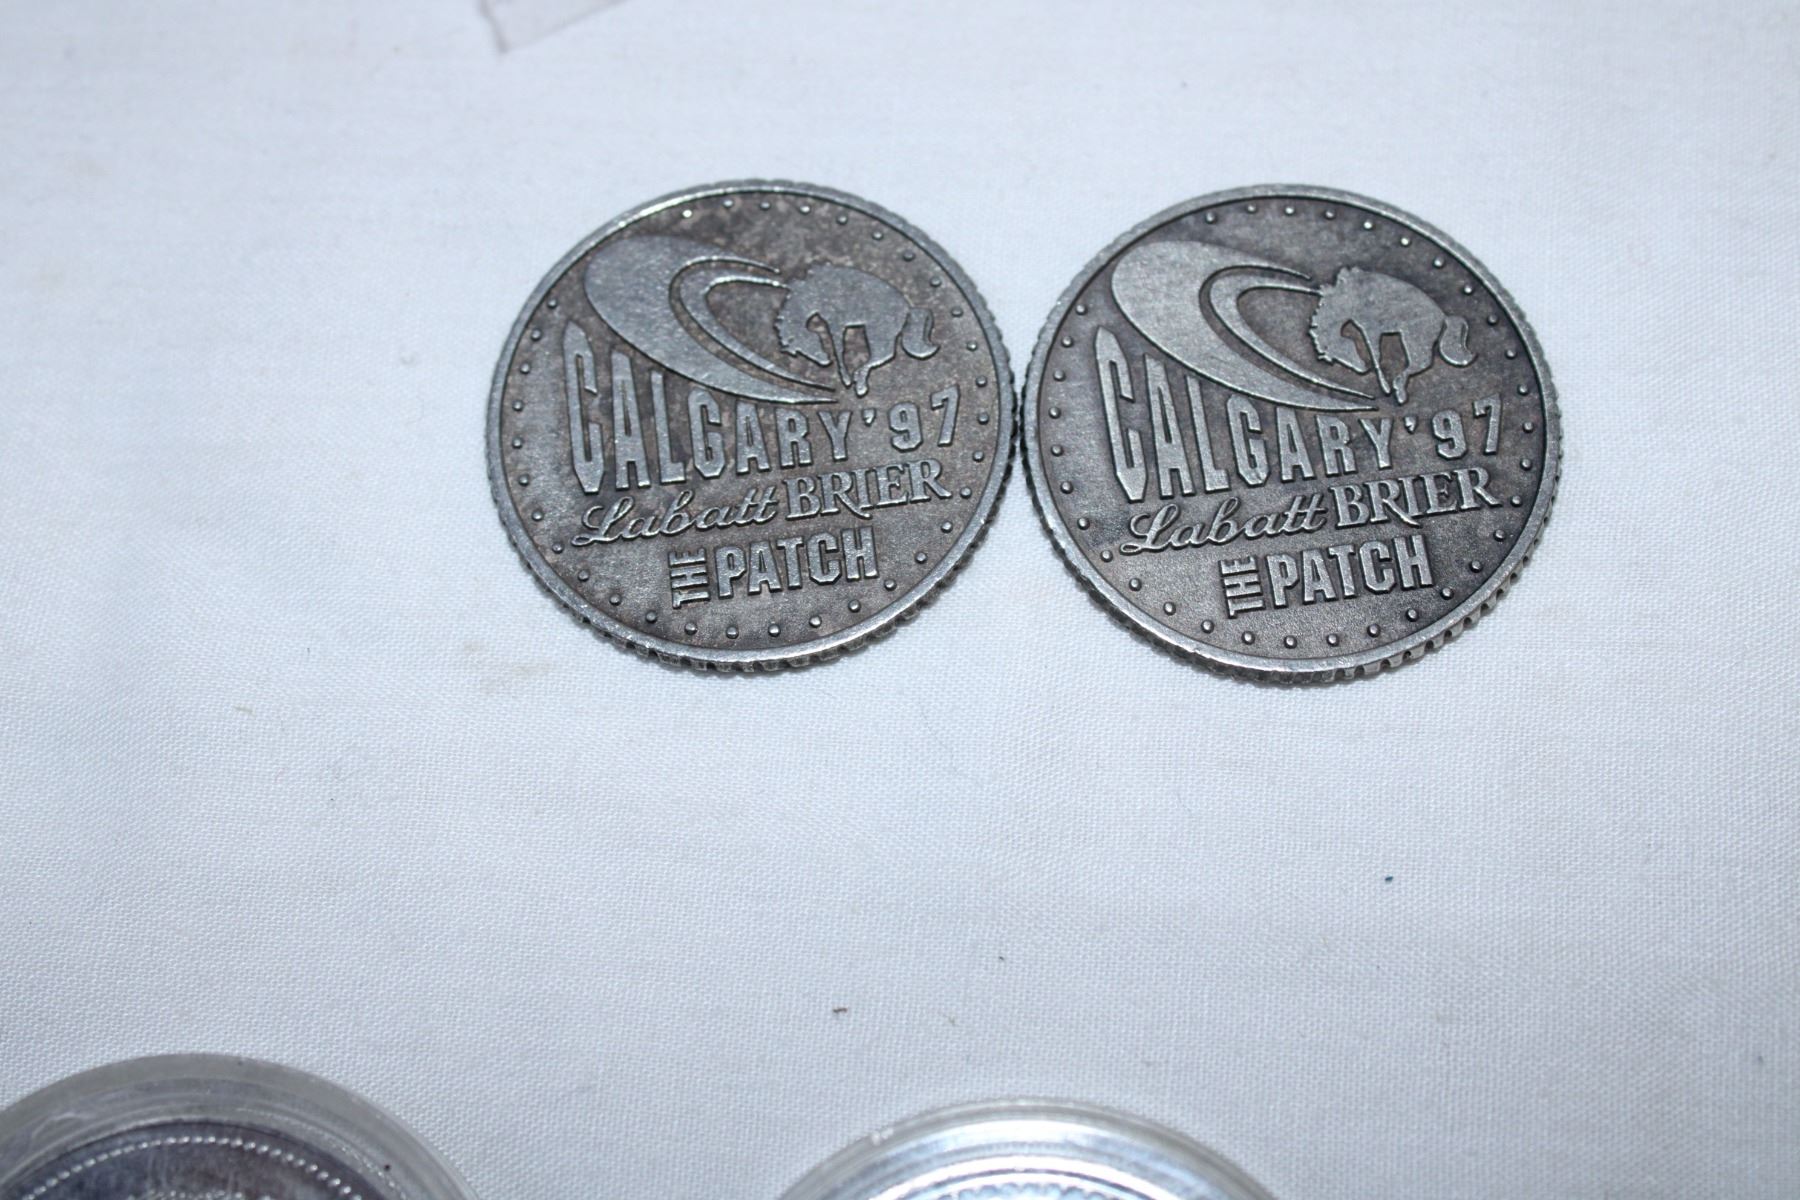 CALGARY '97
Labatt BRIER
THE PATCH
CALGARY '97
Labatt BRIER
THE PATCH